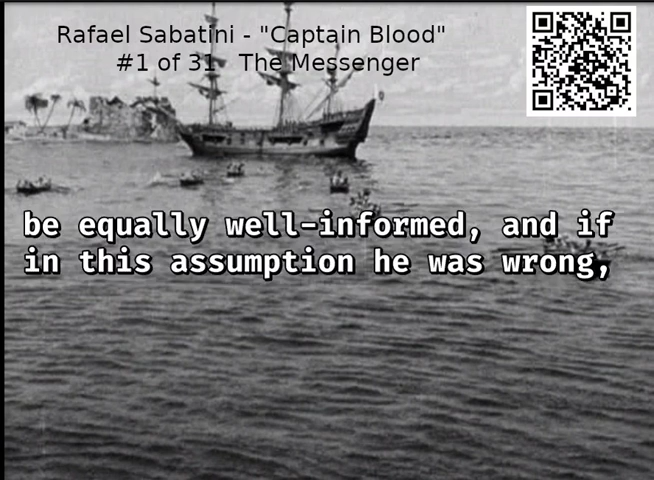 Rafael Sabatini - "Captain Blood"
#1 of 31 The Messenger
be equally well-informed, and if
in this assumption he was wrong,